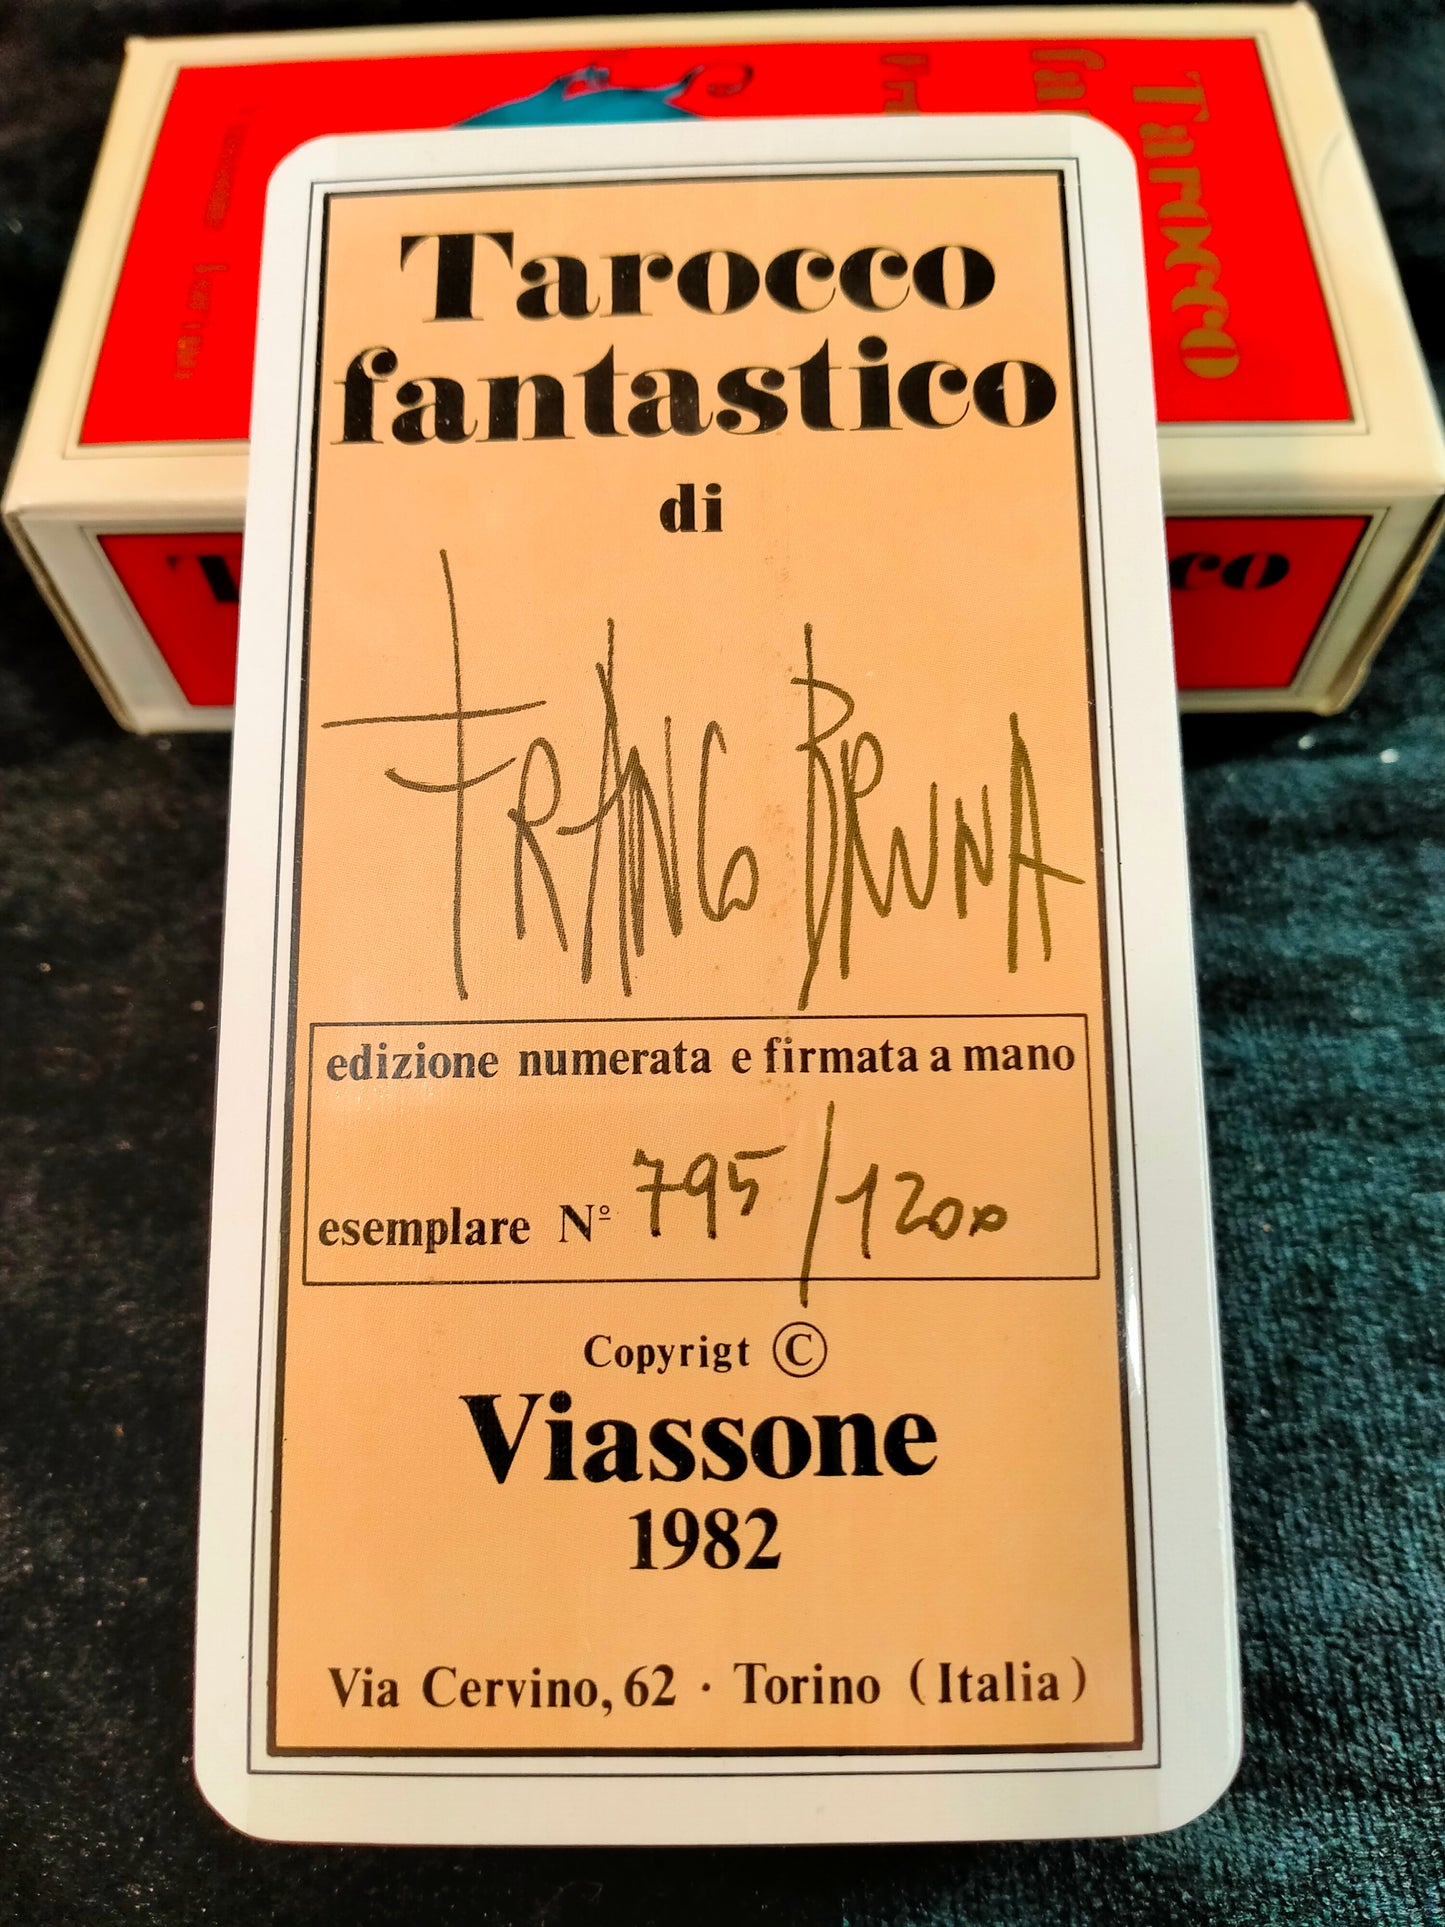 Tarocco
Tarocco
fantastico
di
FRANCO BRUNA
edizione numerata e firmata a mano
esemplare Nº 795/1200
Copyrigt ©
Viassone
1982
Via Cervino, 62 · Torino (Italia)